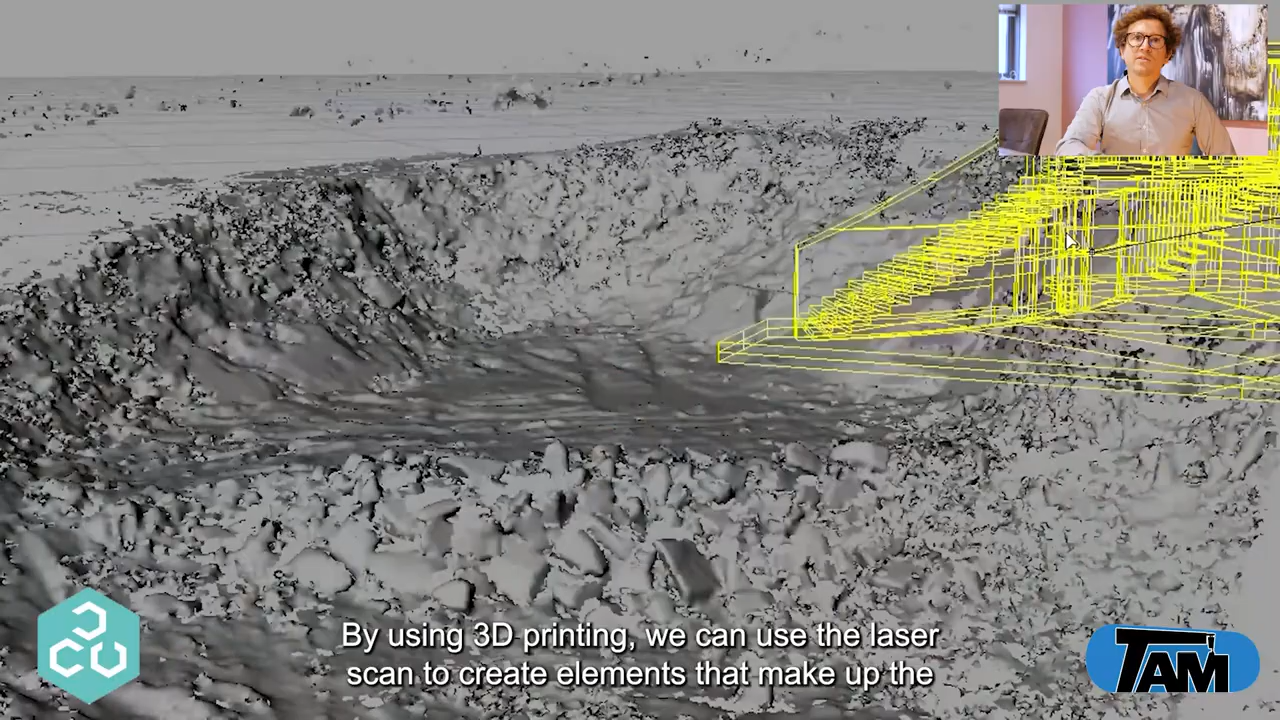 By using 3D printing, we can use the laser
scan to create elements that make up the
TAM